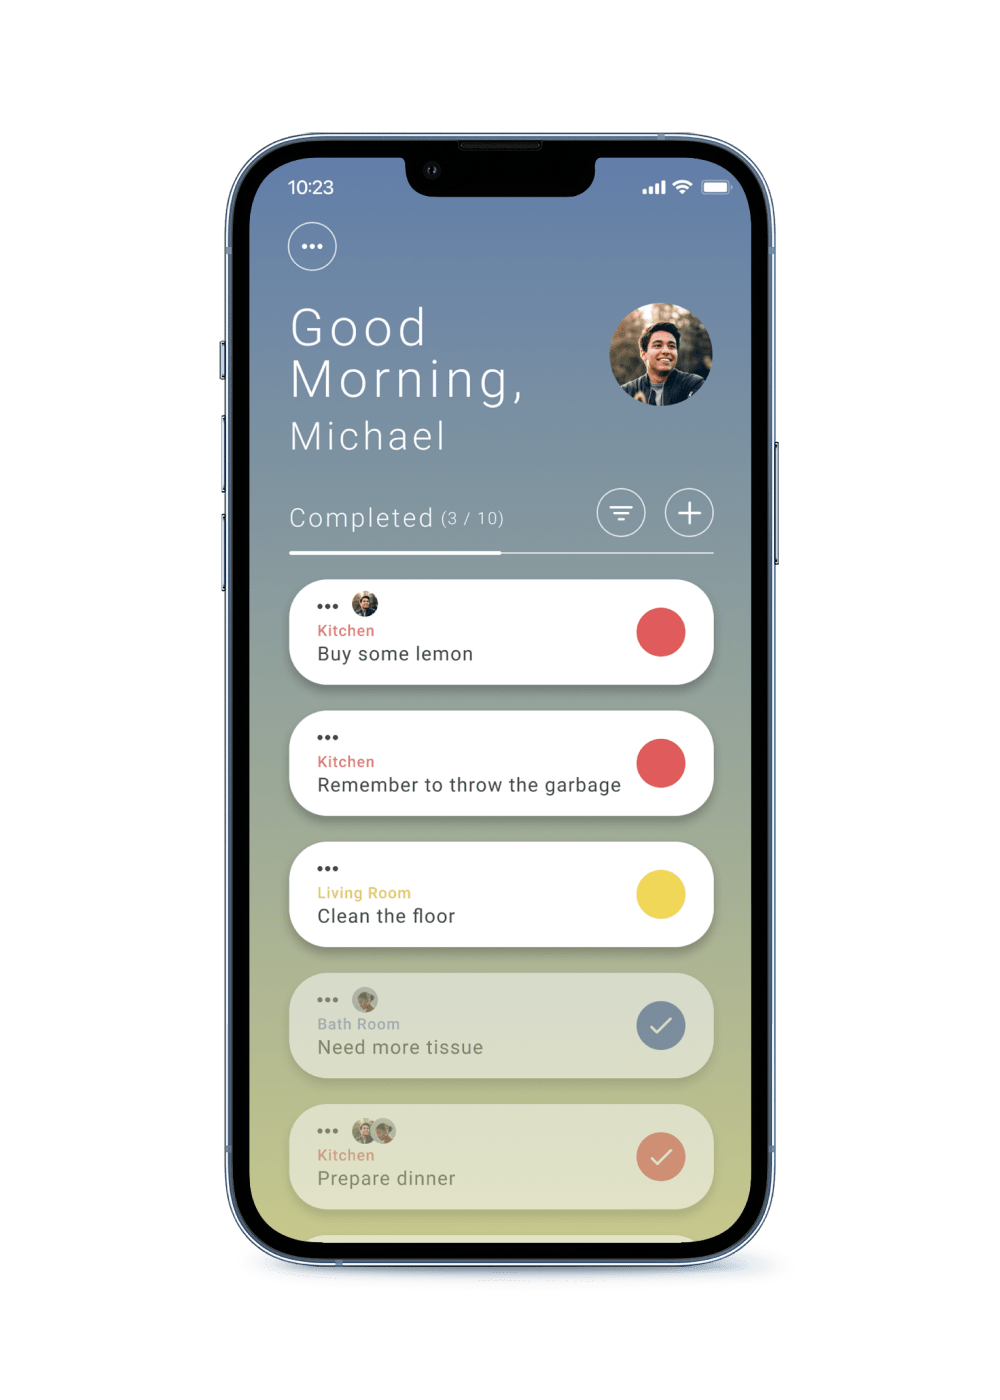 10:23
Good
Morning,
Michael
Completed (3 / 10)
Kitchen
Buy some lemon
Kitchen
Remember to throw the garbage
Living Room
Clean the floor
Bath Room
Need more tissue
Kitchen
Prepare dinner